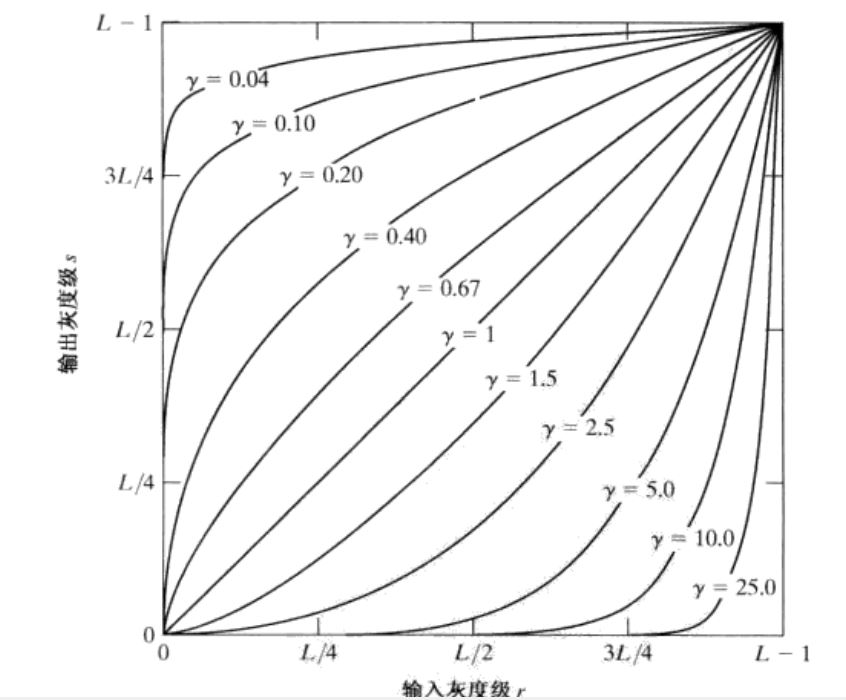 L − 1
γ = 0.04
γ = 0.10
3L/4
γ = 0.20
γ = 0.40
γ = 0.67
输出灰度级 s
L/2
γ = 1
γ = 1.5
γ = 2.5
L/4
γ = 5.0
γ = 10.0
γ = 25.0
0
0
L/4
L/2
3L/4
L − 1
输入灰度级 r